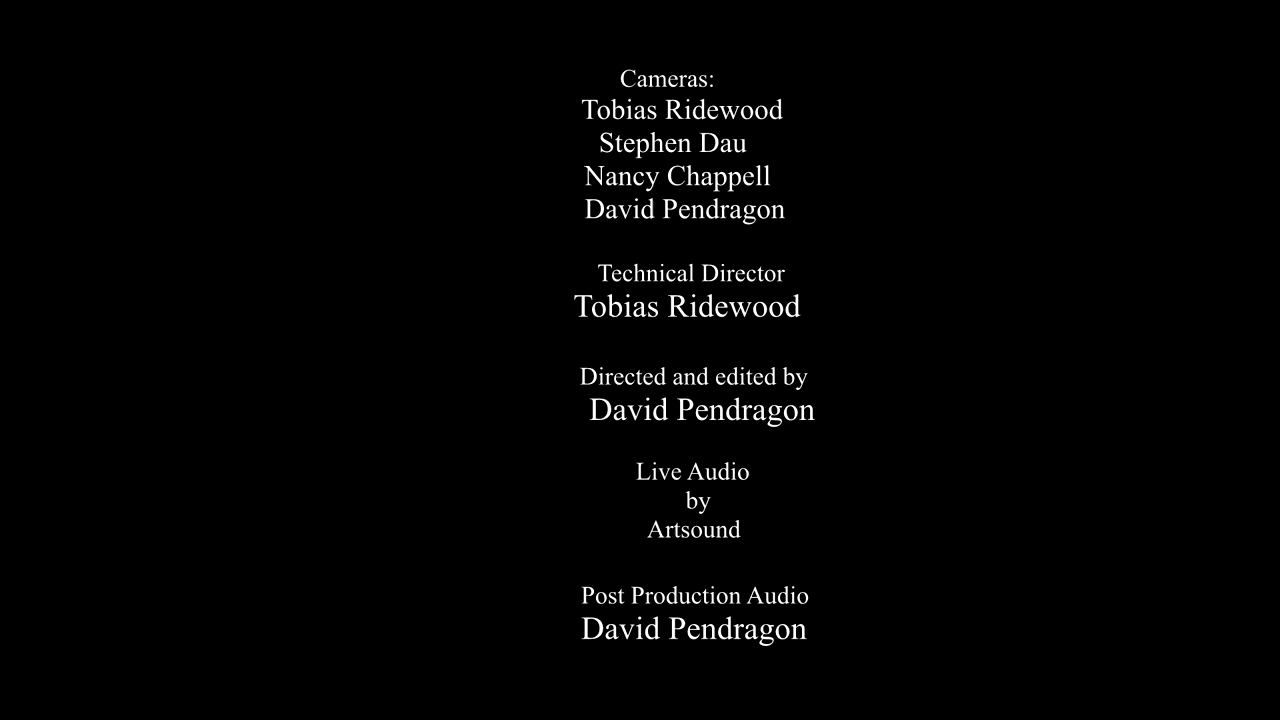 Cameras:
Tobias Ridewood
Stephen Dau
Nancy Chappell
David Pendragon
Technical Director
Tobias Ridewood
Directed and edited by
David Pendragon
Live Audio
by
Artsound
Post Production Audio
David Pendragon